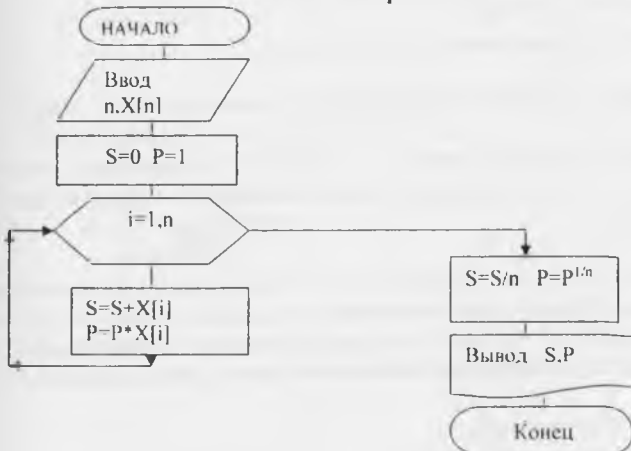 НАЧАЛО
Ввод
n,X[n]
S=0 P=1
i=1,n
S=S+X[i]
P=P*X[i]
S=S/n P=P^1/n
Вывод S,P
Конец